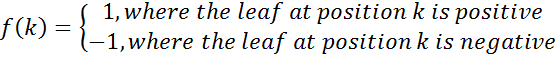 f(k) = { 1, where the leaf at position k is positive
−1, where the leaf at position k is negative